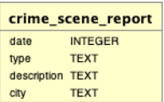 crime_scene_report
date INTEGER
type TEXT
description TEXT
city TEXT